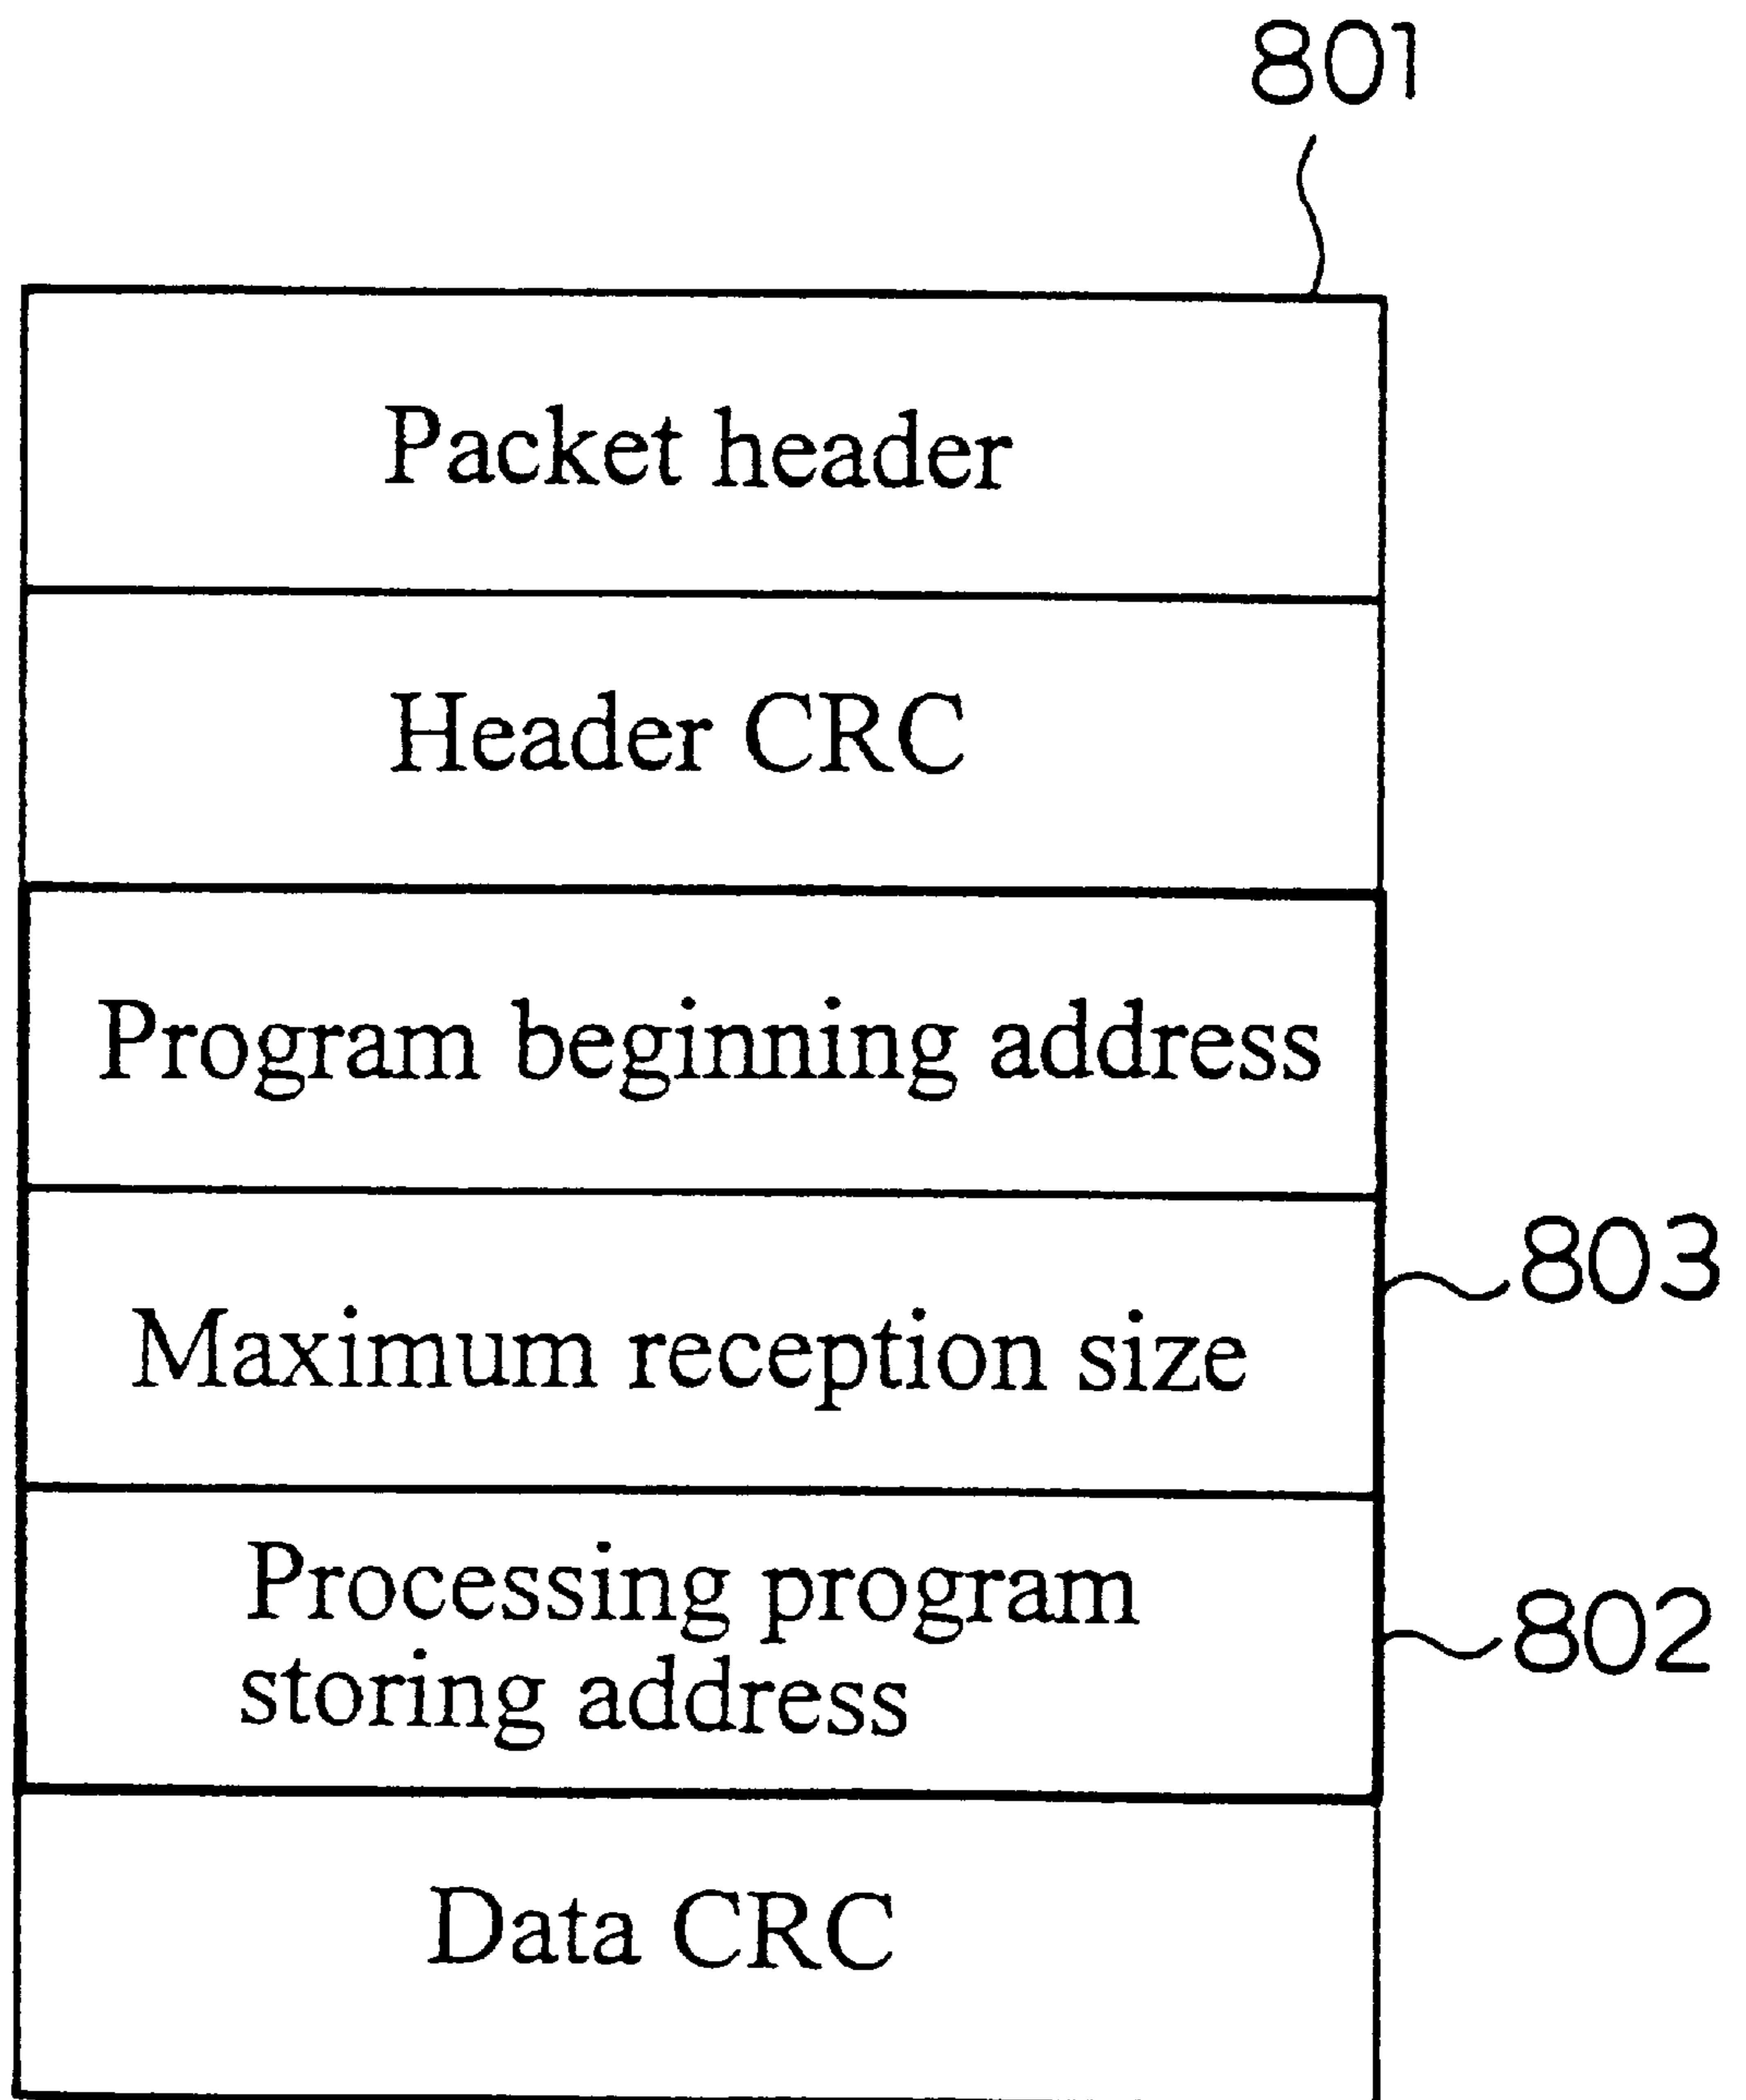 801
Packet header
Header CRC
Program beginning address
803
Maximum reception size
Processing program
802
storing address
Data CRC